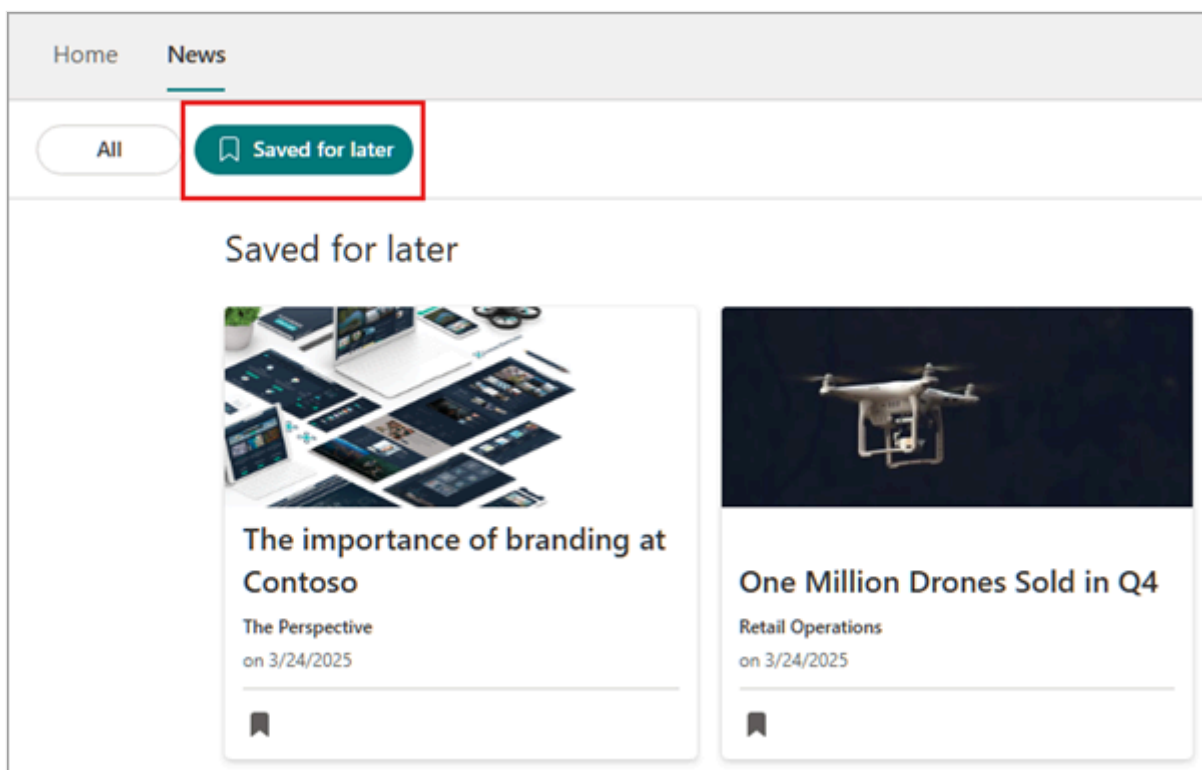 Home News
All Saved for later
Saved for later
The importance of branding at
Contoso
The Perspective
on 3/24/2025
One Million Drones Sold in Q4
Retail Operations
on 3/24/2025